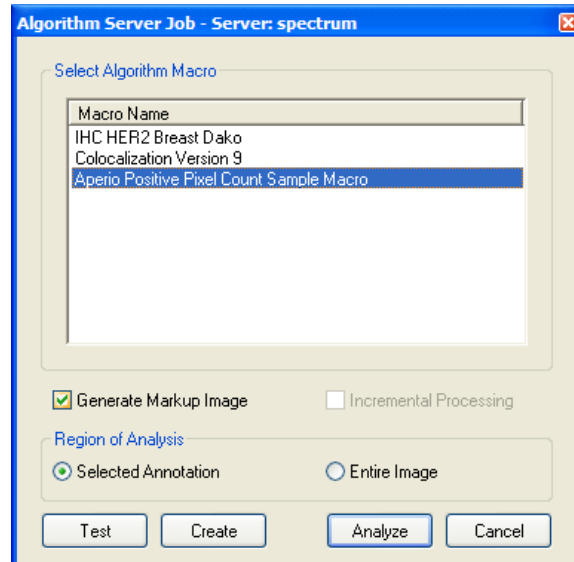 Algorithm Server Job - Server: spectrum
Select Algorithm Macro
Macro Name
IHC HER2 Breast Dako
Colocalization Version 9
Aperio Positive Pixel Count Sample Macro
Generate Markup Image Incremental Processing
Region of Analysis
Selected Annotation Entire Image
Test Create Analyze Cancel